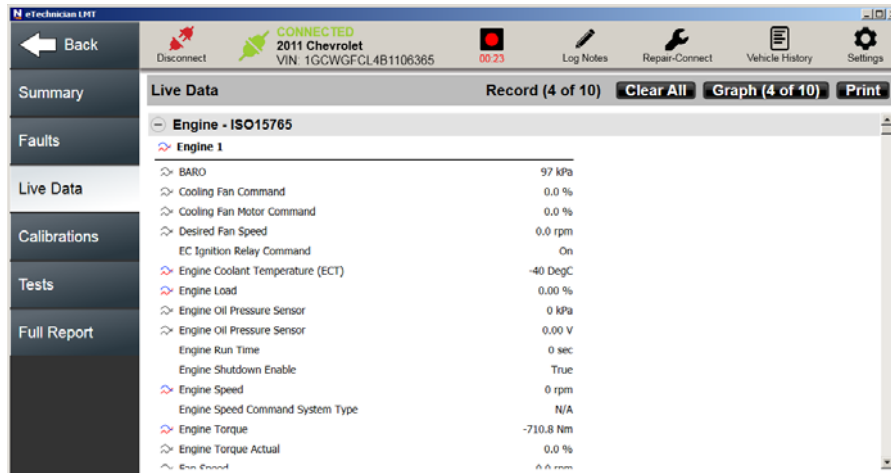 eTechnician LMT
Back
Disconnect
CONNECTED
2011 Chevrolet
VIN: 1GCWGFCL4B1106365
00:23
Log Notes
Repair-Connect
Vehicle History
Settings
Summary
Faults
Live Data
Calibrations
Tests
Full Report
Live Data Record (4 of 10) Clear All Graph (4 of 10) Print
Engine - ISO15765
Engine 1
BARO 97 kPa
Cooling Fan Command 0.0 %
Cooling Fan Motor Command 0.0 %
Desired Fan Speed 0.0 rpm
EC Ignition Relay Command On
Engine Coolant Temperature (ECT) -40 DegC
Engine Load 0.00 %
Engine Oil Pressure Sensor 0 kPa
Engine Oil Pressure Sensor 0.00 V
Engine Run Time 0 sec
Engine Shutdown Enable True
Engine Speed 0 rpm
Engine Speed Command System Type N/A
Engine Torque -710.8 Nm
Engine Torque Actual 0.0 %
Fan Speed 0.0 rpm